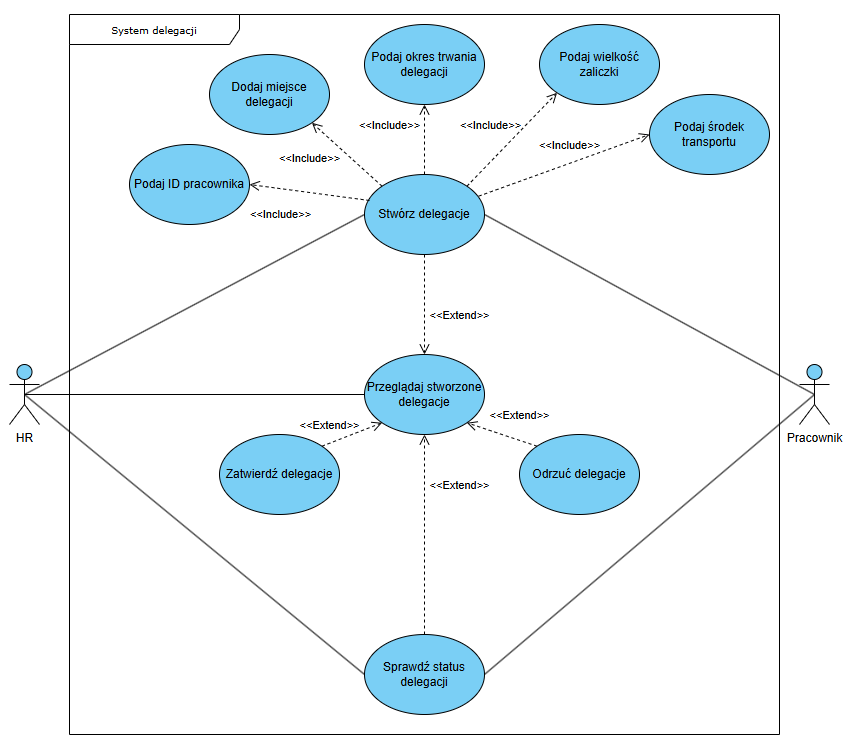 System delegacji
Podaj okres trwania
delegacji
Podaj wielkość
zaliczki
Dodaj miejsce
delegacji
Podaj środek
transportu
<<Include>>
<<Include>>
<<Include>>
<<Include>>
Podaj ID pracownika
<<Include>>
Stwórz delegacje
<<Extend>>
Przeglądaj stworzone
delegacje
<<Extend>>
<<Extend>>
HR
Pracownik
Zatwierdź delegacje
Odrzuć delegacje
<<Extend>>
Sprawdź status
delegacji